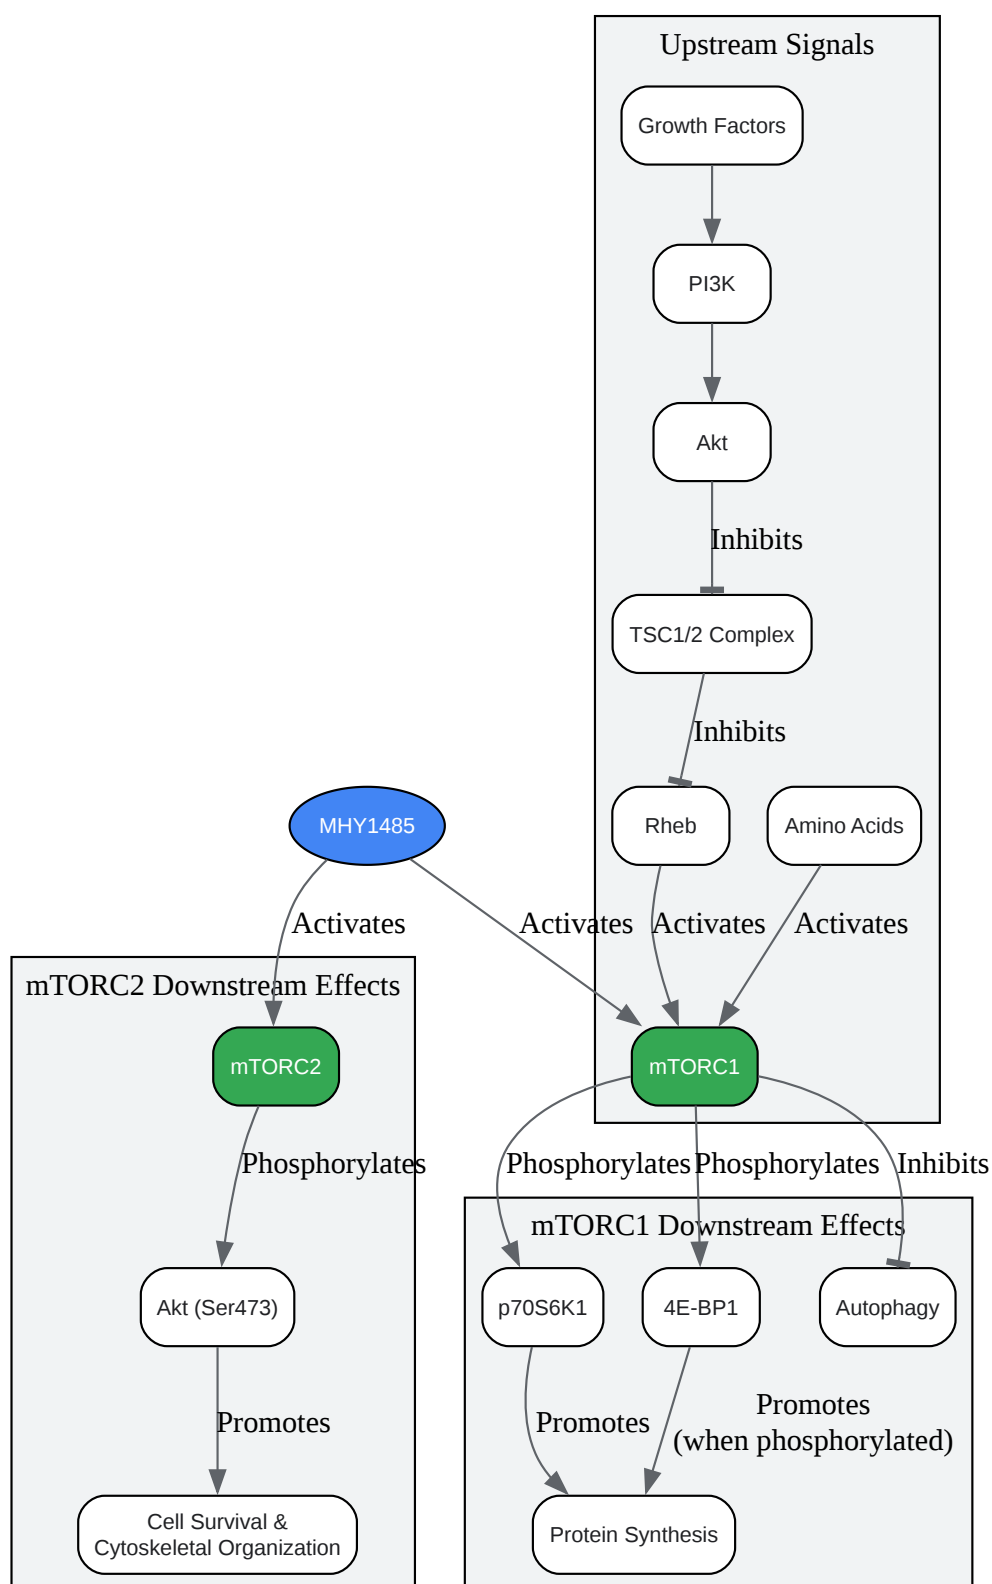 Upstream Signals
Growth Factors
PI3K
Akt
Inhibits
TSC1/2 Complex
Inhibits
MHY1485
Rheb
Amino Acids
Activates
Activates
Activates
Activates
mTORC2 Downstream Effects
mTORC2
mTORC1
Phosphorylates
Phosphorylates
Phosphorylates
Inhibits
mTORC1 Downstream Effects
Akt (Ser473)
p70S6K1
4E-BP1
Autophagy
Promotes
Promotes
Promotes
(when phosphorylated)
Cell Survival &
Cytoskeletal Organization
Protein Synthesis